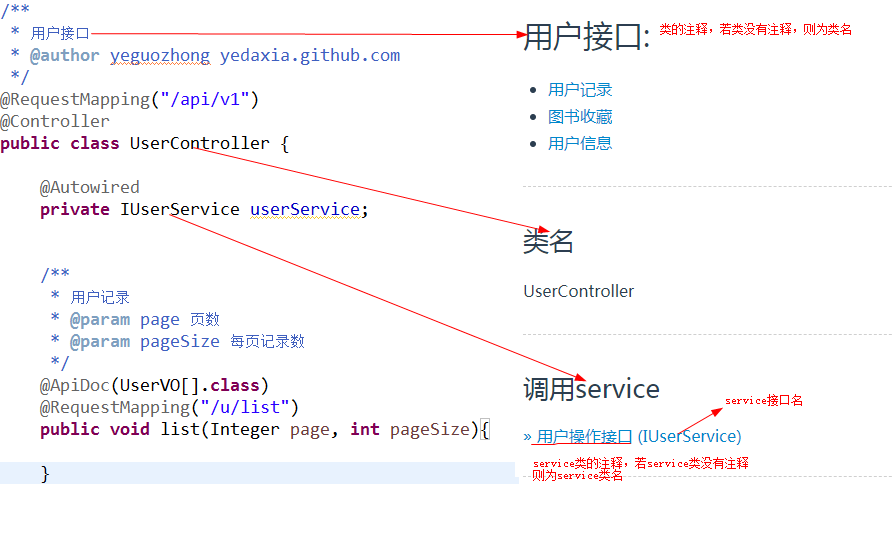 /**
* 用户接口
* @author yeguozhong yedaxia.github.com
*/
@RequestMapping("/api/v1")
@Controller
public class UserController {
@Autowired
private IUserService userService;
/**
* 用户记录
* @param page 页数
* @param pageSize 每页记录数
*/
@ApiDoc(UserVO[].class)
@RequestMapping("/u/list")
public void list(Integer page, int pageSize){
}
用户接口:
类的注释，若类没有注释，则为类名
• 用户记录
• 图书收藏
• 用户信息
类名
UserController
调用service
service接口名
» 用户操作接口 (IUserService)
service类的注释，若service类没有注释
则为service类名